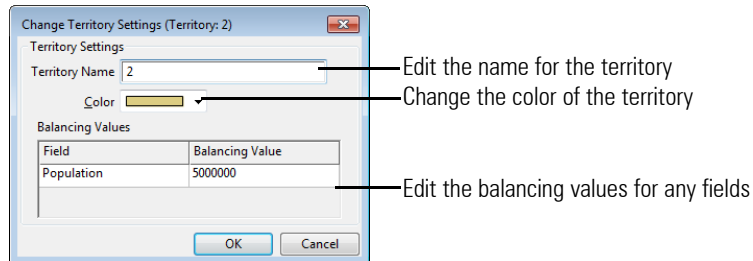 Change Territory Settings (Territory: 2)
Territory Settings
Territory Name 2
Edit the name for the territory
Color
Change the color of the territory
Balancing Values
Field Balancing Value
Population 5000000
Edit the balancing values for any fields
OK Cancel